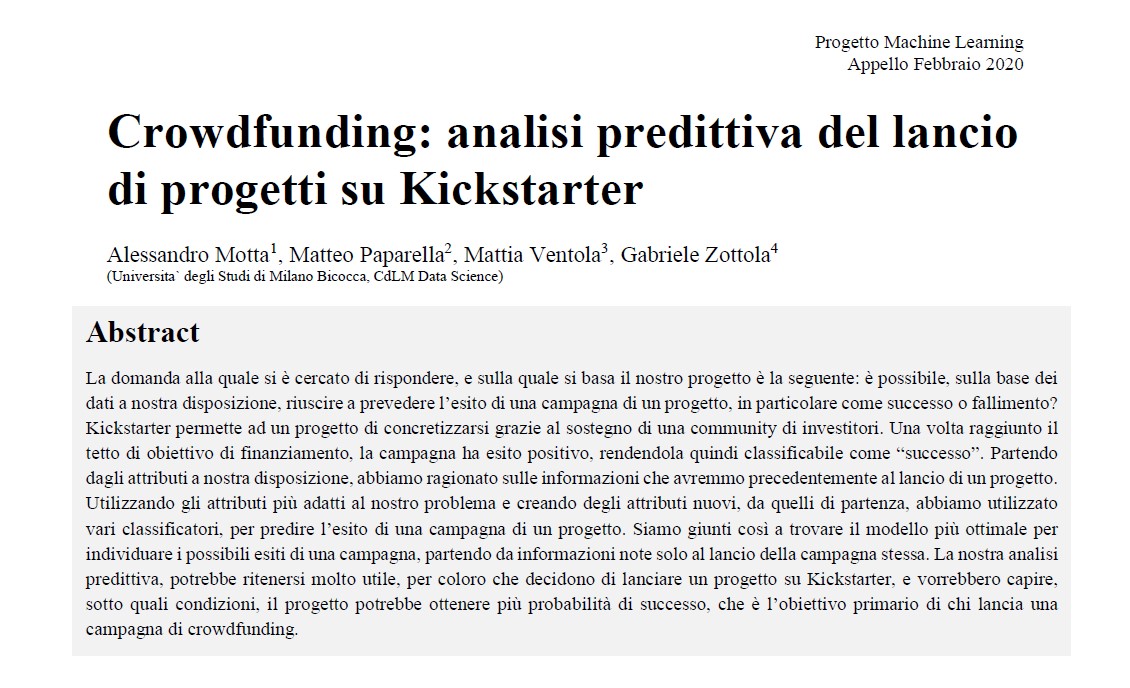 Progetto Machine Learning
Appello Febbraio 2020
Crowdfunding: analisi predittiva del lancio
di progetti su Kickstarter
Alessandro Motta1, Matteo Paparella2, Mattia Ventola3, Gabriele Zottola4
(Universita` degli Studi di Milano Bicocca, CdLM Data Science)
Abstract
La domanda alla quale si è cercato di rispondere, e sulla quale si basa il nostro progetto è la seguente: è possibile, sulla base dei
dati a nostra disposizione, riuscire a prevedere l’esito di una campagna di un progetto, in particolare come successo o fallimento?
Kickstarter permette ad un progetto di concretizzarsi grazie al sostegno di una community di investitori. Una volta raggiunto il
tetto di obiettivo di finanziamento, la campagna ha esito positivo, rendendola quindi classificabile come “successo”. Partendo
dagli attributi a nostra disposizione, abbiamo ragionato sulle informazioni che avremmo precedentemente al lancio di un progetto.
Utilizzando gli attributi più adatti al nostro problema e creando degli attributi nuovi, da quelli di partenza, abbiamo utilizzato
vari classificatori, per predire l’esito di una campagna di un progetto. Siamo giunti così a trovare il modello più ottimale per
individuare i possibili esiti di una campagna, partendo da informazioni note solo al lancio della campagna stessa. La nostra analisi
predittiva, potrebbe ritenersi molto utile, per coloro che decidono di lanciare un progetto su Kickstarter, e vorrebbero capire,
sotto quali condizioni, il progetto potrebbe ottenere più probabilità di successo, che è l’obiettivo primario di chi lancia una
campagna di crowdfunding.